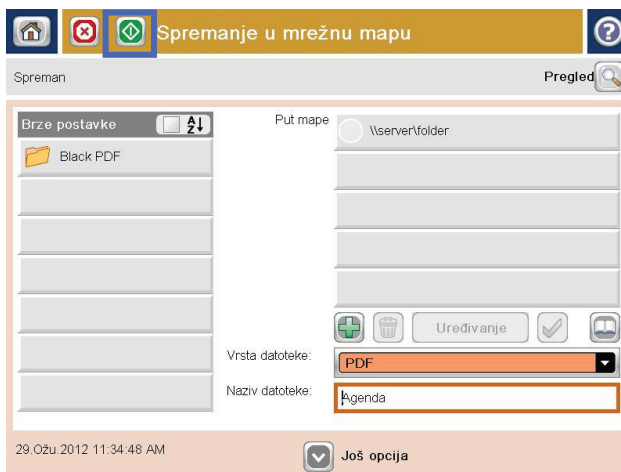 Spremanje u mrežnu mapu
?
Spreman
Pregled
Brze postavke
A
Z
Black PDF
Put mape
\\server\folder
Uređivanje
Vrsta datoteke:
PDF
Naziv datoteke:
Agenda
29.Ožu.2012 11:34:48 AM
Još opcija